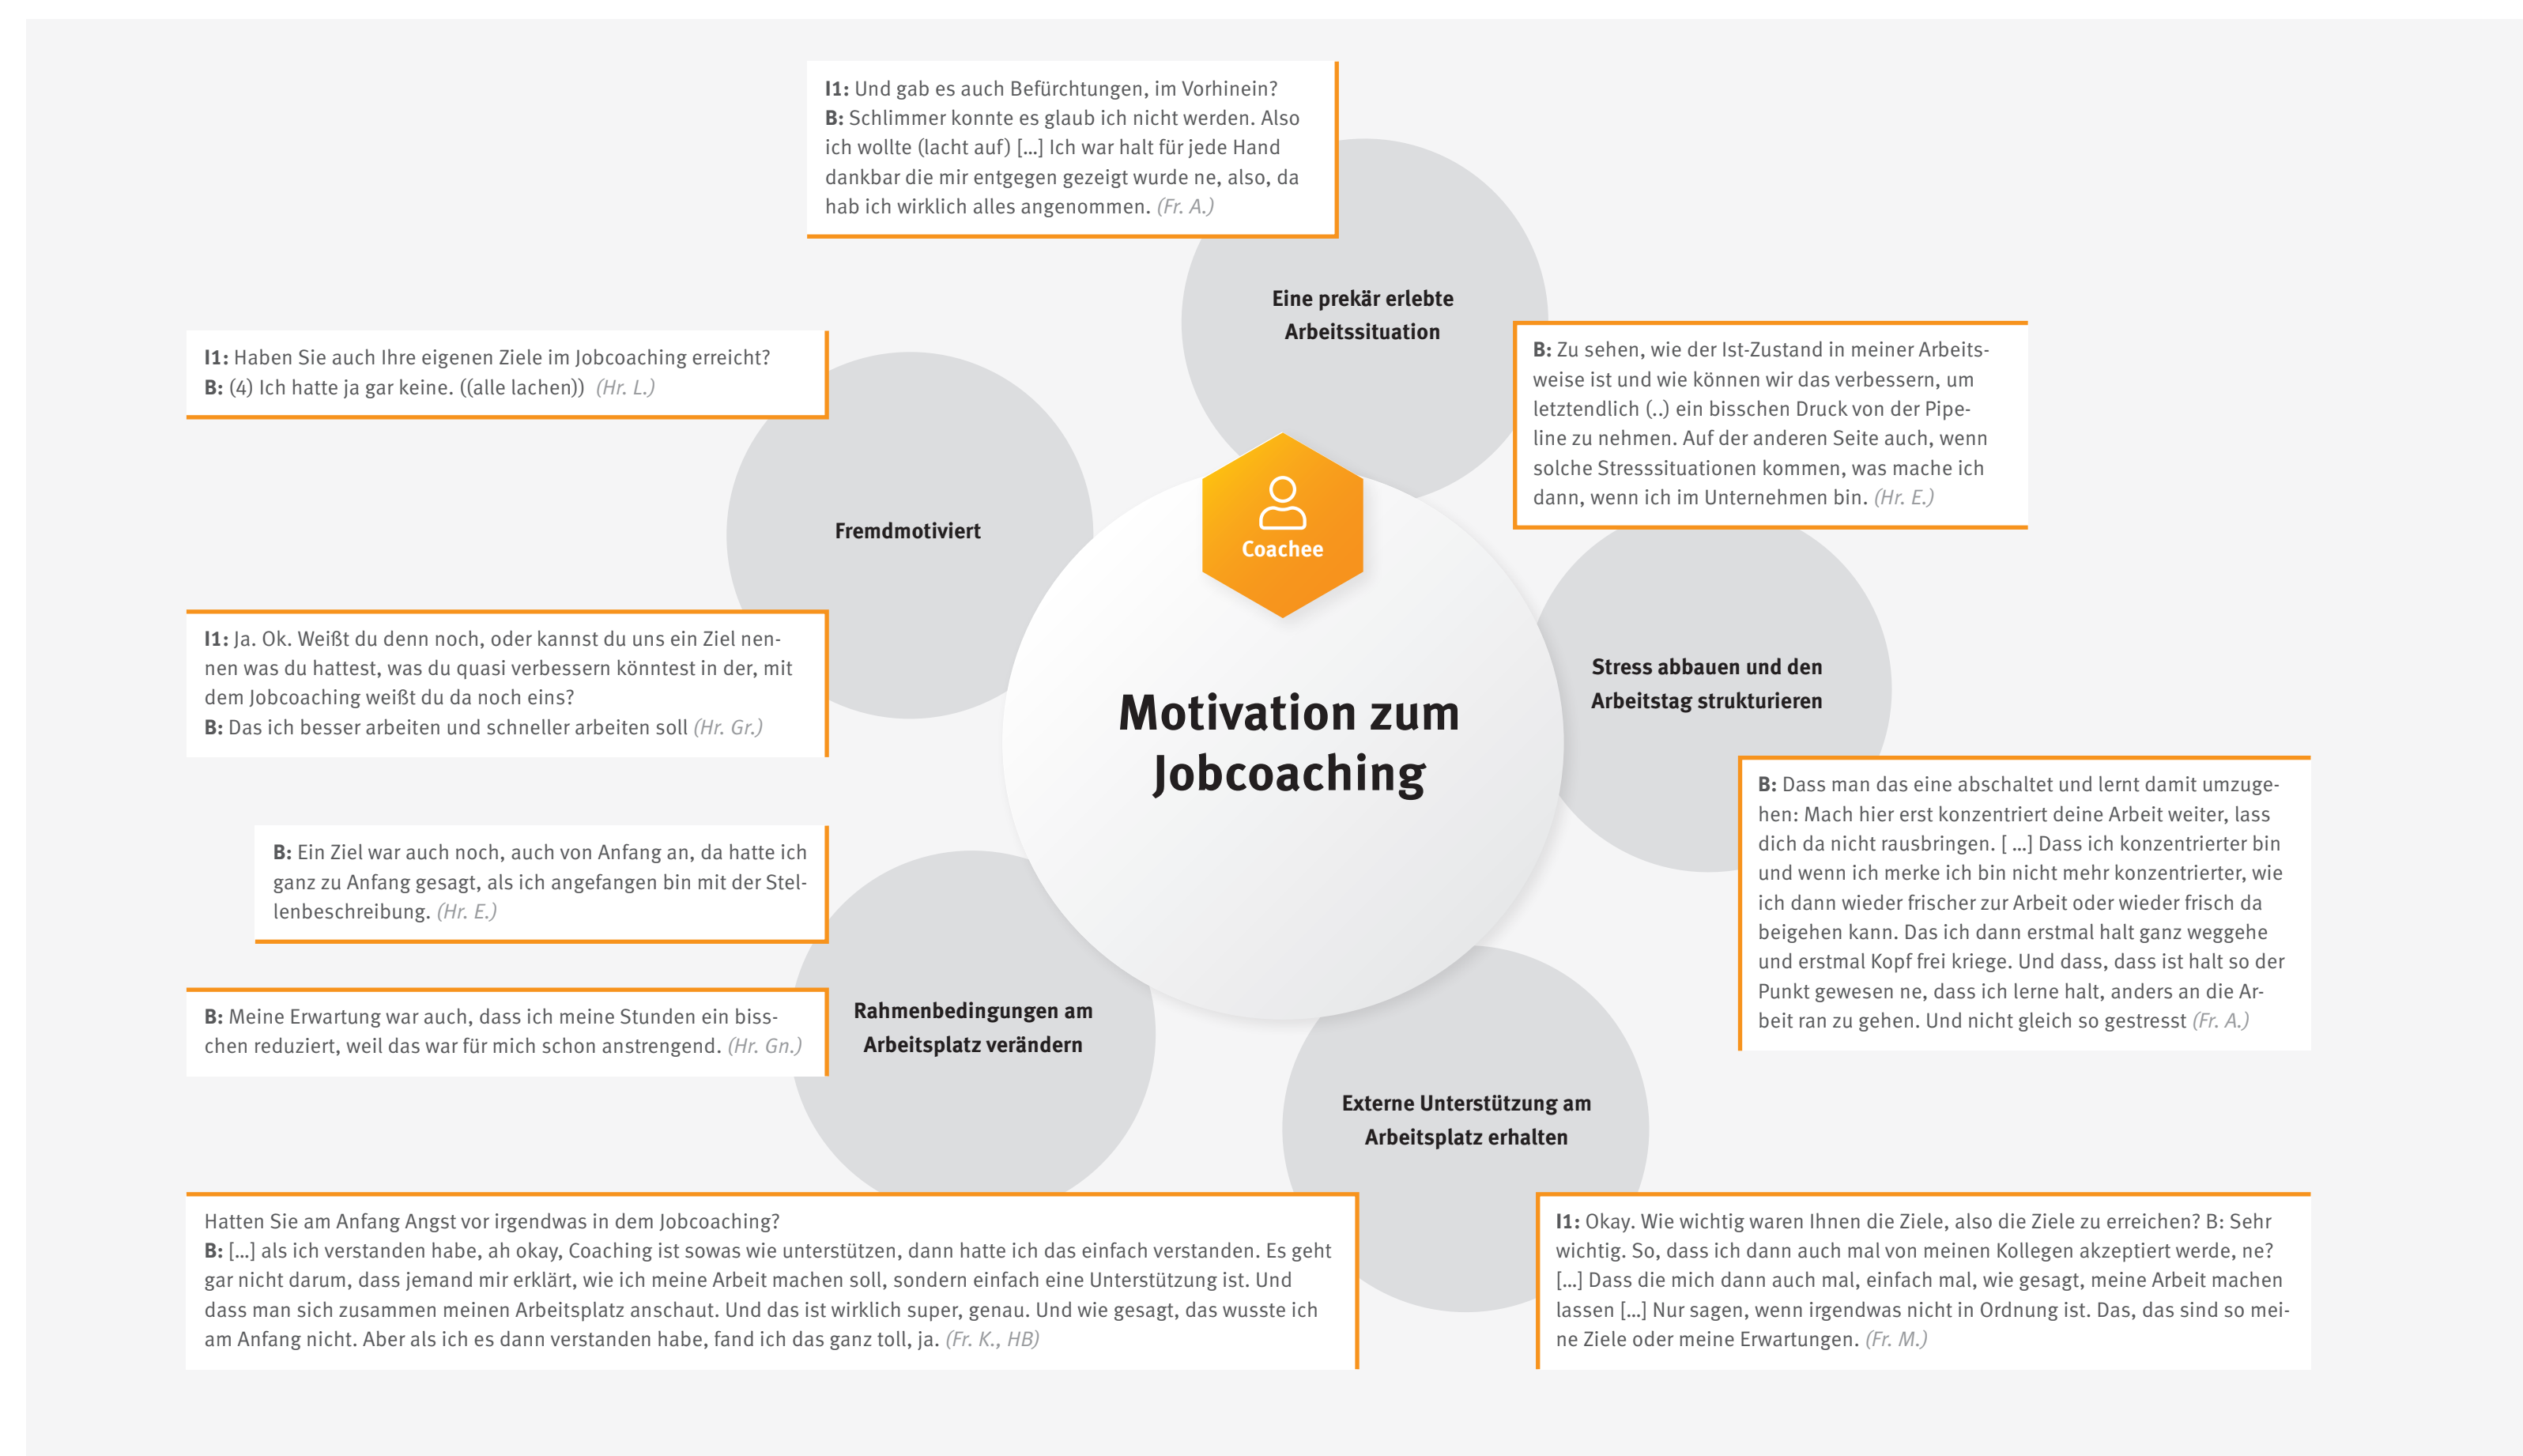 I1: Und gab es auch Befürchtungen, im Vorhinein?
B: Schlimmer konnte es glaub ich nicht werden. Also
ich wollte (lacht auf) [...] Ich war halt für jede Hand
dankbar die mir entgegen gezeigt wurde ne, also, da
hab ich wirklich alles angenommen. (Fr. A.)
Eine prekär erlebte
Arbeitssituation
I1: Haben Sie auch Ihre eigenen Ziele im Jobcoaching erreicht?
B: (4) Ich hatte ja gar keine. ((alle lachen)) (Hr. L.)
B: Zu sehen, wie der Ist-Zustand in meiner Arbeits-
weise ist und wie können wir das verbessern, um
letztendlich (..) ein bisschen Druck von der Pipe-
line zu nehmen. Auf der anderen Seite auch, wenn
solche Stresssituationen kommen, was mache ich
dann, wenn ich im Unternehmen bin. (Hr. E.)
Fremdmotiviert
Coachee
I1: Ja. Ok. Weißt du denn noch, oder kannst du uns ein Ziel nen-
nen was du hattest, was du quasi verbessern könntest in der, mit
dem Jobcoaching weißt du da noch eins?
B: Das ich besser arbeiten und schneller arbeiten soll (Hr. Gr.)
Motivation zum
Jobcoaching
Stress abbauen und den
Arbeitstag strukturieren
B: Dass man das eine abschaltet und lernt damit umzuge-
hen: Mach hier erst konzentriert deine Arbeit weiter, lass
dich da nicht rausbringen. [ ...] Dass ich konzentrierter bin
und wenn ich merke ich bin nicht mehr konzentrierter, wie
ich dann wieder frischer zur Arbeit oder wieder frisch da
beigehen kann. Das ich dann erstmal halt ganz weggehe
und erstmal Kopf frei kriege. Und dass, dass ist halt so der
Punkt gewesen ne, dass ich lerne halt, anders an die Ar-
beit ran zu gehen. Und nicht gleich so gestresst (Fr. A.)
B: Ein Ziel war auch noch, auch von Anfang an, da hatte ich
ganz zu Anfang gesagt, als ich angefangen bin mit der Stel-
lenbeschreibung. (Hr. E.)
B: Meine Erwartung war auch, dass ich meine Stunden ein biss-
chen reduziert, weil das war für mich schon anstrengend. (Hr. Gn.)
Rahmenbedingungen am
Arbeitsplatz verändern
Externe Unterstützung am
Arbeitsplatz erhalten
Hatten Sie am Anfang Angst vor irgendwas in dem Jobcoaching?
B: [...] als ich verstanden habe, ah okay, Coaching ist sowas wie unterstützen, dann hatte ich das einfach verstanden. Es geht
gar nicht darum, dass jemand mir erklärt, wie ich meine Arbeit machen soll, sondern einfach eine Unterstützung ist. Und
dass man sich zusammen meinen Arbeitsplatz anschaut. Und das ist wirklich super, genau. Und wie gesagt, das wusste ich
am Anfang nicht. Aber als ich es dann verstanden habe, fand ich das ganz toll, ja. (Fr. K., HB)
I1: Okay. Wie wichtig waren Ihnen die Ziele, also die Ziele zu erreichen? B: Sehr
wichtig. So, dass ich dann auch mal von meinen Kollegen akzeptiert werde, ne?
[...] Dass die mich dann auch mal, einfach mal, wie gesagt, meine Arbeit machen
lassen [...] Nur sagen, wenn irgendwas nicht in Ordnung ist. Das, das sind so mei-
ne Ziele oder meine Erwartungen. (Fr. M.)